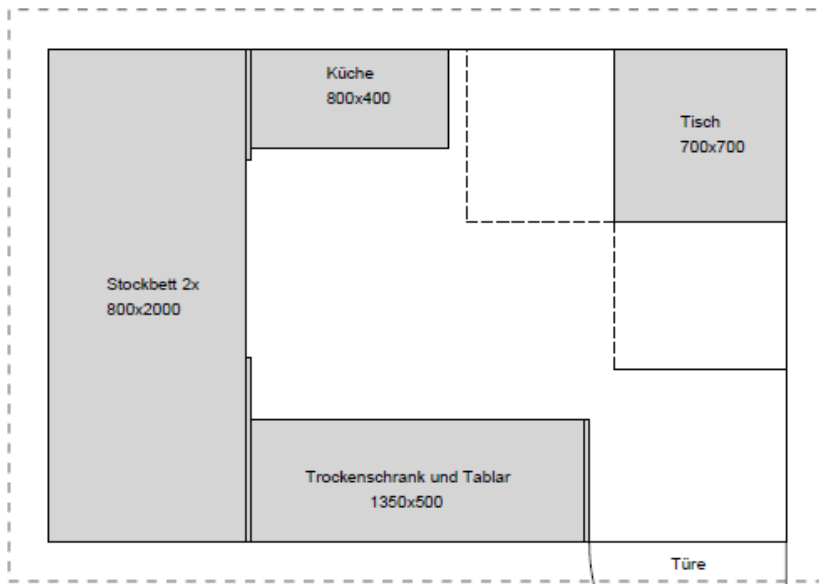 Küche
800x400
Tisch
700x700
Stockbett 2x
800x2000
Trockenschrank und Tablar
1350x500
Türe